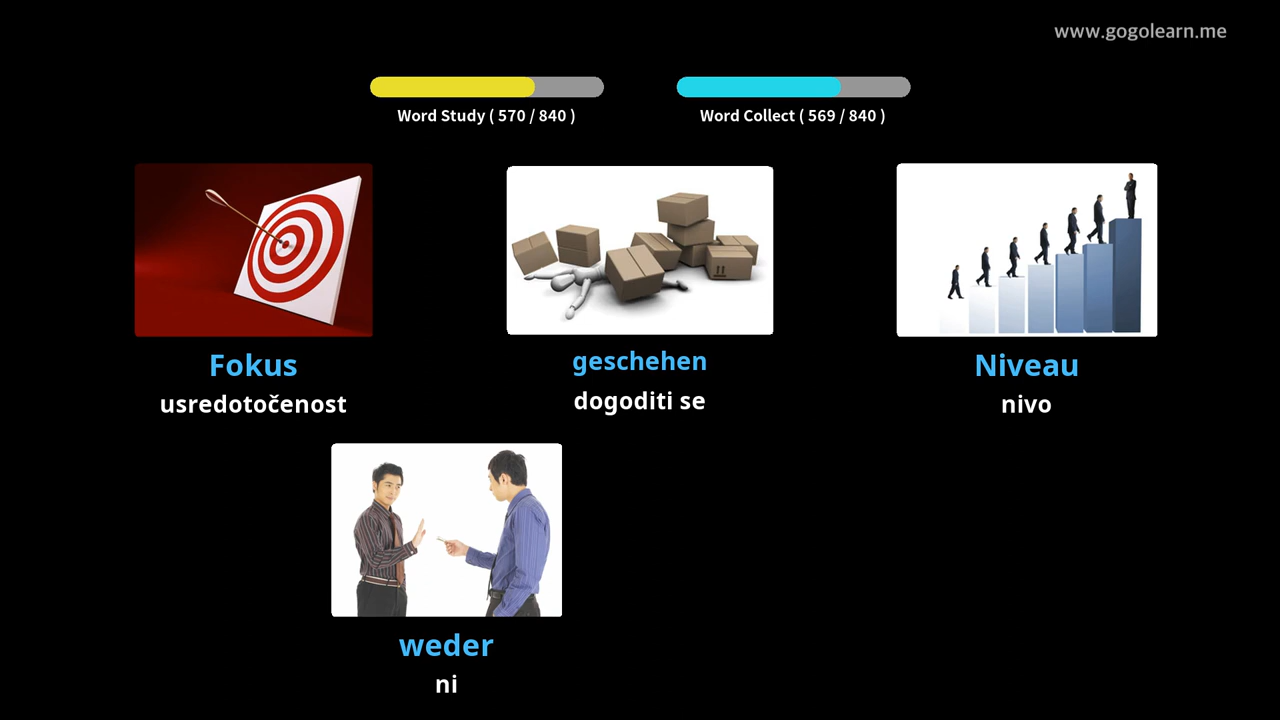 www.gogolearn.me
Word Study ( 570 / 840 )
Word Collect ( 569 / 840 )
Fokus
usredotočenost
geschehen
dogoditi se
Niveau
nivo
weder
ni